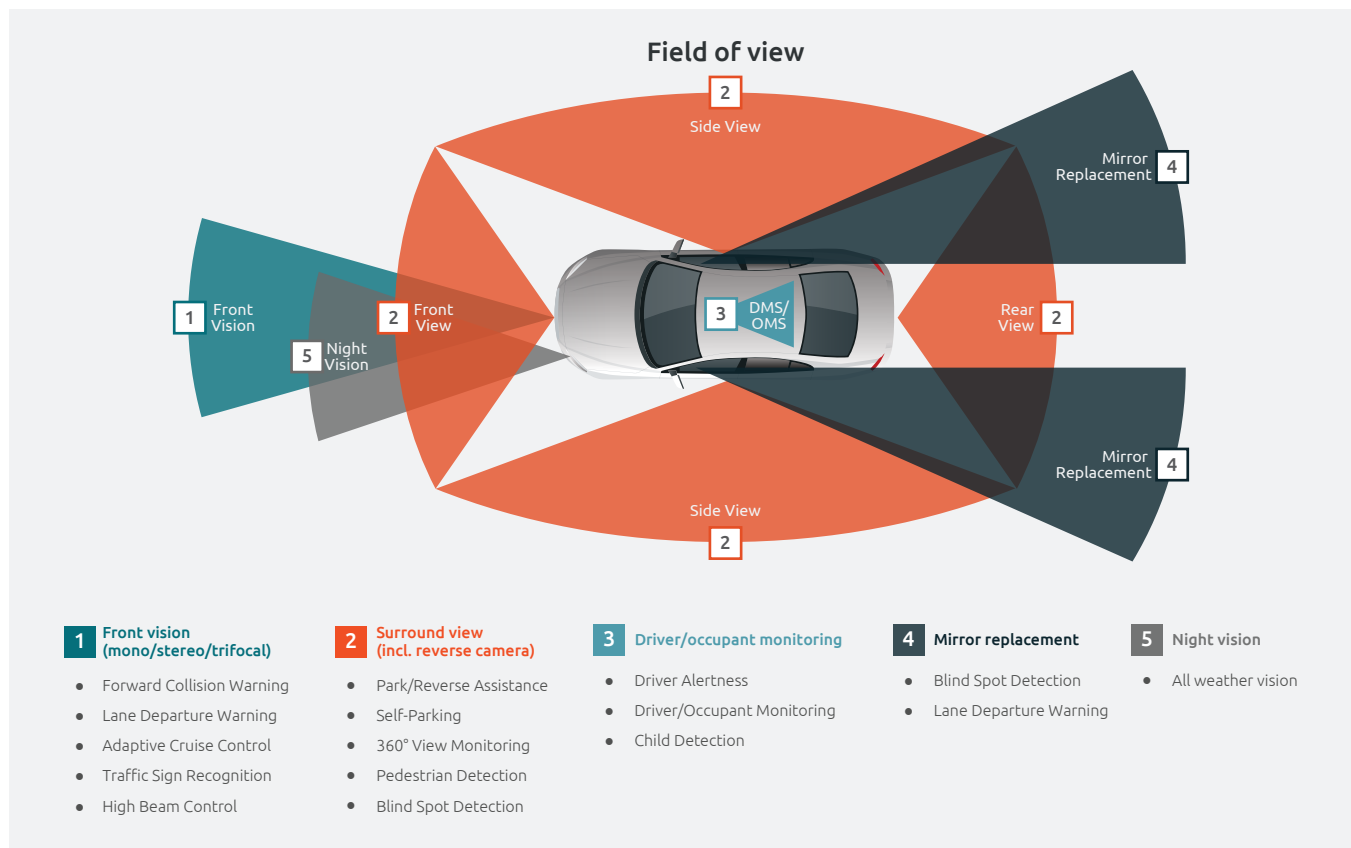 Field of view
2
Side View
Mirror
Replacement
4
1
Front
Vision
2
Front
View
5
Night
Vision
3
DMS/
OMS
Rear
View
2
Mirror
Replacement
4
Side View
2
1
Front vision
(mono/stereo/trifocal)
● Forward Collision Warning
● Lane Departure Warning
● Adaptive Cruise Control
● Traffic Sign Recognition
● High Beam Control
2
Surround view
(incl. reverse camera)
● Park/Reverse Assistance
● Self-Parking
● 360° View Monitoring
● Pedestrian Detection
● Blind Spot Detection
3
Driver/occupant monitoring
● Driver Alertness
● Driver/Occupant Monitoring
● Child Detection
4
Mirror replacement
● Blind Spot Detection
● Lane Departure Warning
5
Night vision
● All weather vision